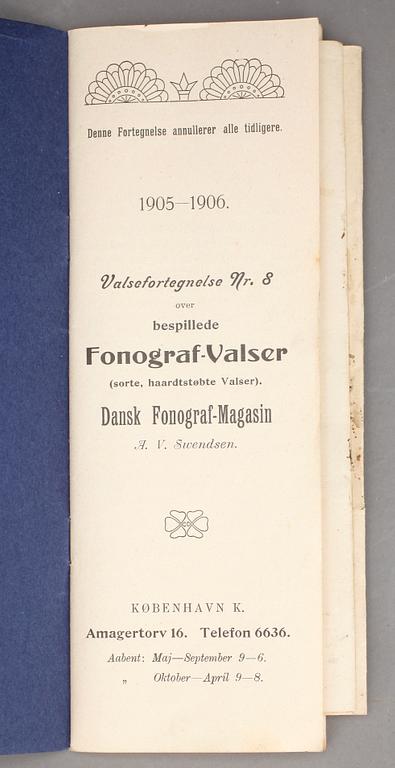 Denne Fortegnelse annullerer alle tidligere.
1905—1906.
Valsefortegnelse Nr. 8
over
bespillede
Fonograf-Valser
(sorte, haardtstøbte Valser).
Dansk Fonograf-Magasin
A. V. Swendsen.
KØBENHAVN K.
Amagertorv 16. Telefon 6636.
Aabent: Maj—September 9—6.
„ Oktober—April 9—8.